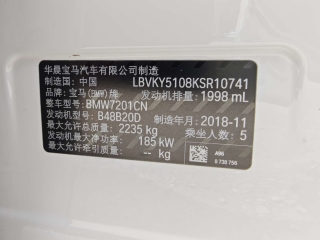 华晨宝马汽车有限公司制造
制造国：中国 LBVKY5108KSR10741
品牌：宝马(BMW)牌 发动机排量：1998 mL
整车型号：BMW7201CN
发动机型号：B48B20D 制造年月：2018-11
最大允许总质量：2235 kg 乘坐人数：5
发动机最大净功率：185 kW
最大允许牵引质量：-- kg A96
9 738 756